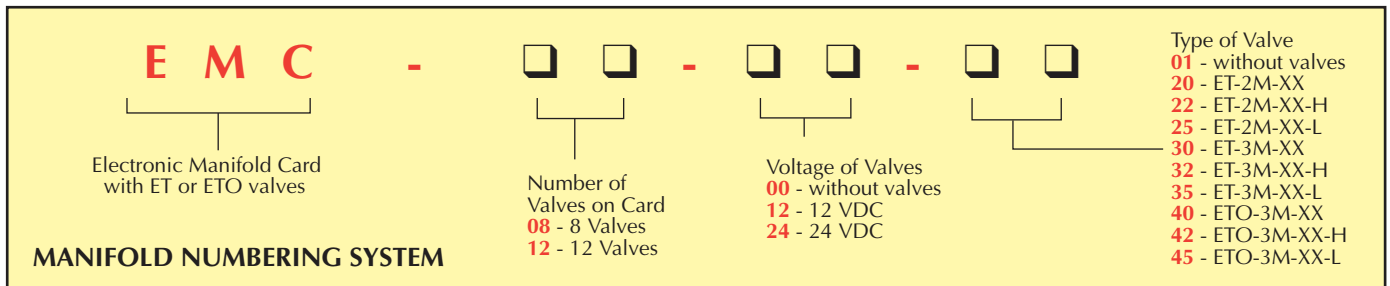 E M C - ❑ ❑ - ❑ ❑ - ❑ ❑
Electronic Manifold Card
with ET or ETO valves
Number of
Valves on Card
08 - 8 Valves
12 - 12 Valves
Voltage of Valves
00 - without valves
12 - 12 VDC
24 - 24 VDC
Type of Valve
01 - without valves
20 - ET-2M-XX
22 - ET-2M-XX-H
25 - ET-2M-XX-L
30 - ET-3M-XX
32 - ET-3M-XX-H
35 - ET-3M-XX-L
40 - ETO-3M-XX
42 - ETO-3M-XX-H
45 - ETO-3M-XX-L
MANIFOLD NUMBERING SYSTEM